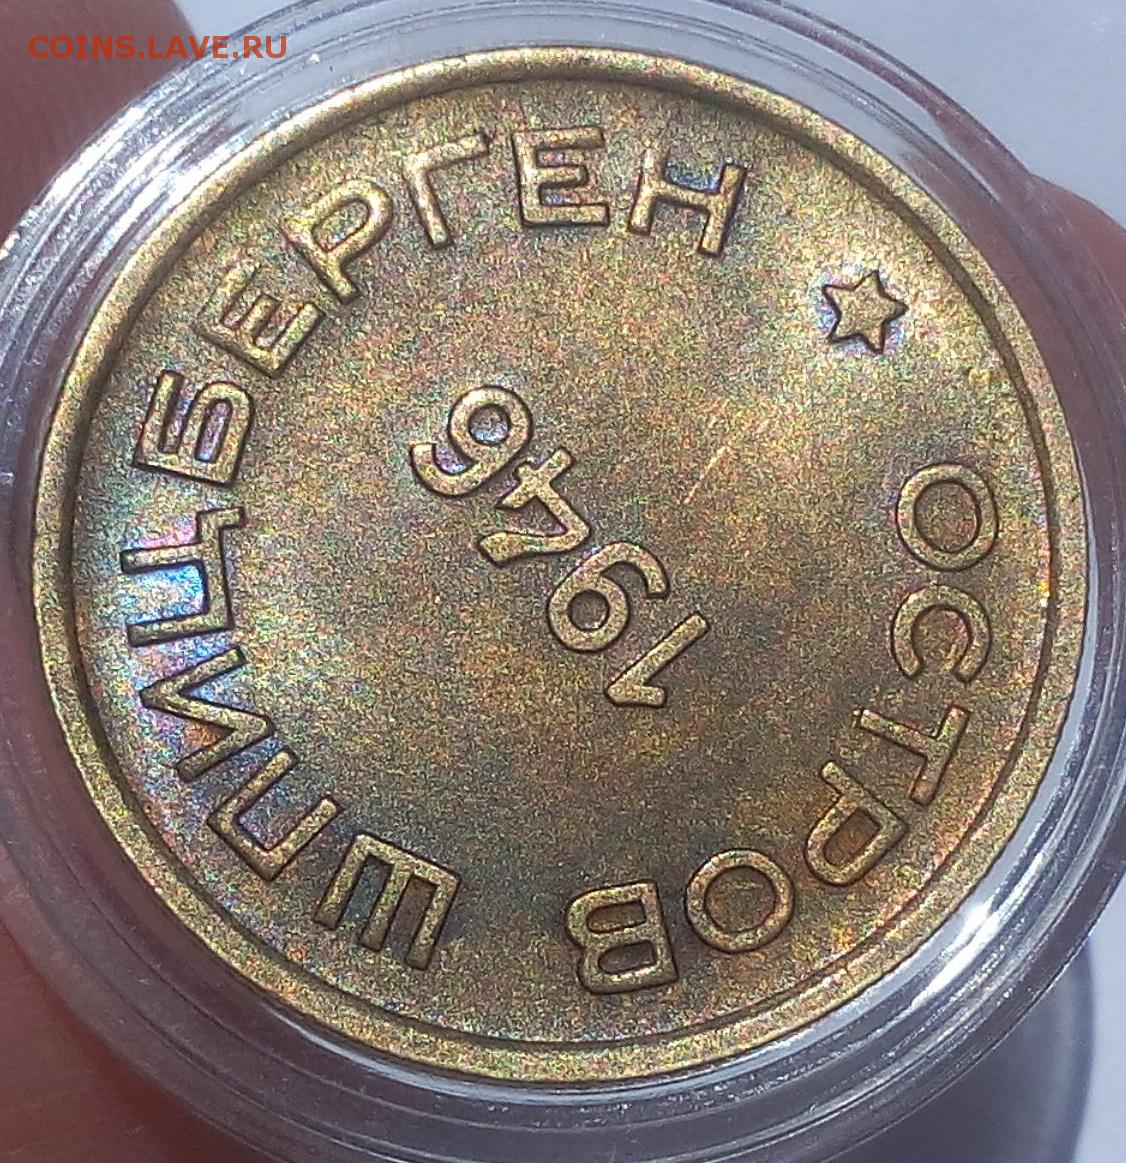 COINS.LAVE.RU
ОСТРОВ ШПИЦБЕРГЕН
1946